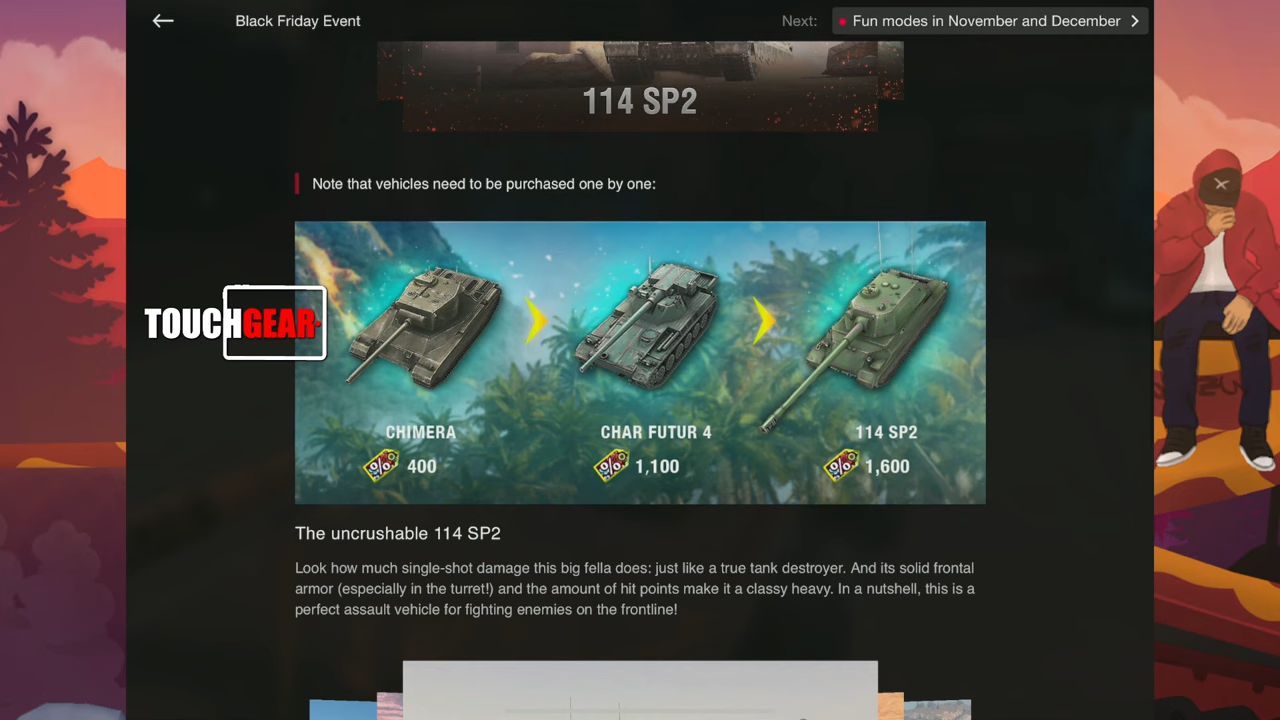 Black Friday Event
Next: Fun modes in November and December
114 SP2
Note that vehicles need to be purchased one by one:
TOUCHGEAR
CHIMERA CHAR FUTUR 4 114 SP2
% 400 % 1,100 % 1,600
The uncrushable 114 SP2
Look how much single-shot damage this big fella does: just like a true tank destroyer. And its solid frontal
armor (especially in the turret!) and the amount of hit points make it a classy heavy. In a nutshell, this is a
perfect assault vehicle for fighting enemies on the frontline!